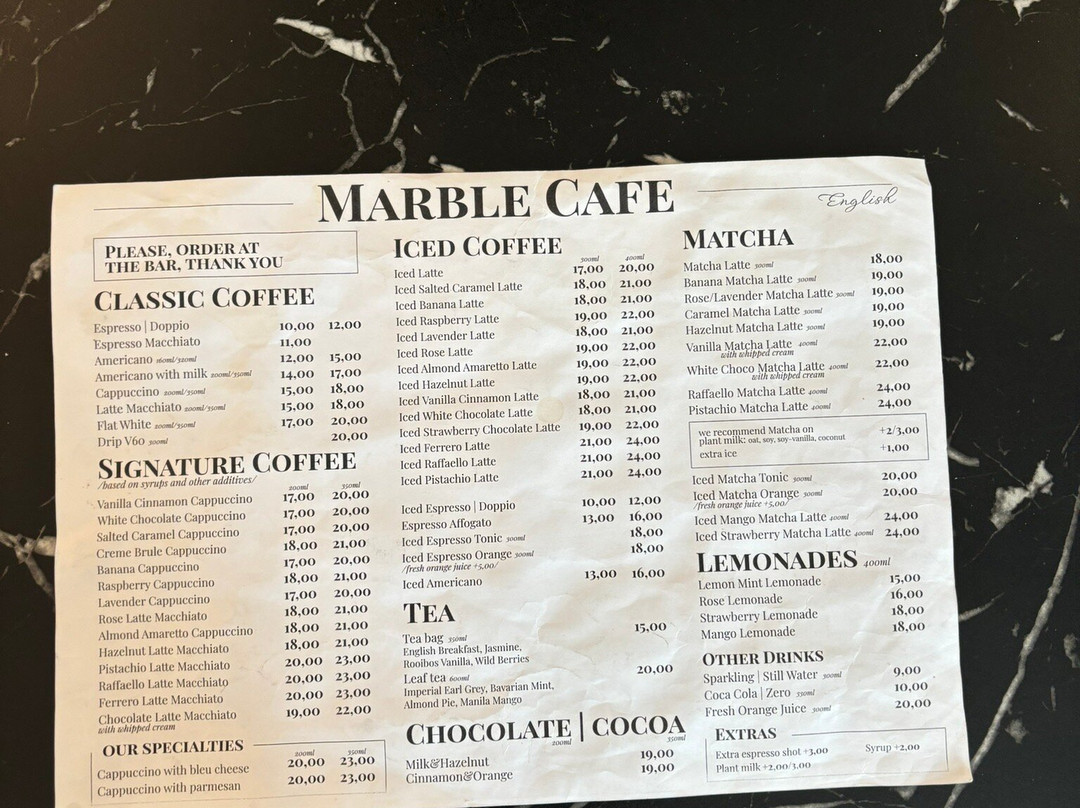 MARBLE CAFE
English
PLEASE, ORDER AT
THE BAR, THANK YOU
CLASSIC COFFEE
Espresso | Doppio 10,00 12,00
Espresso Macchiato 11,00
Americano 160ml/320ml 12,00 15,00
Americano with milk 200ml/350ml 14,00 17,00
Cappuccino 200ml/350ml 15,00 18,00
Latte Macchiato 200ml/350ml 15,00 18,00
Flat White 200ml/350ml 17,00 20,00
Drip V60 300ml 20,00
SIGNATURE COFFEE
/based on syrups and other additives/
200ml 350ml
Vanilla Cinnamon Cappuccino 17,00 20,00
White Chocolate Cappuccino 17,00 20,00
Salted Caramel Cappuccino 17,00 20,00
Creme Brule Cappuccino 18,00 21,00
Banana Cappuccino 17,00 20,00
Raspberry Cappuccino 18,00 21,00
Lavender Cappuccino 17,00 20,00
Rose Latte Macchiato 18,00 21,00
Almond Amaretto Cappuccino 18,00 21,00
Hazelnut Latte Macchiato 18,00 21,00
Pistachio Latte Macchiato 20,00 23,00
Raffaello Latte Macchiato 20,00 23,00
Ferrero Latte Macchiato 20,00 23,00
Chocolate Latte Macchiato 19,00 22,00
with whipped cream
OUR SPECIALTIES
200ml 350ml
Cappuccino with bleu cheese 20,00 23,00
Cappuccino with parmesan 20,00 23,00
ICED COFFEE
300ml 400ml
Iced Latte 17,00 20,00
Iced Salted Caramel Latte 18,00 21,00
Iced Banana Latte 18,00 21,00
Iced Raspberry Latte 19,00 22,00
Iced Lavender Latte 18,00 21,00
Iced Rose Latte 19,00 22,00
Iced Almond Amaretto Latte 19,00 22,00
Iced Hazelnut Latte 19,00 22,00
Iced Vanilla Cinnamon Latte 18,00 21,00
Iced White Chocolate Latte 18,00 21,00
Iced Strawberry Chocolate Latte 19,00 22,00
Iced Ferrero Latte 21,00 24,00
Iced Raffaello Latte 21,00 24,00
Iced Pistachio Latte 21,00 24,00
Iced Espresso | Doppio 10,00 12,00
Espresso Affogato 13,00 16,00
Iced Espresso Tonic 300ml 18,00
Iced Espresso Orange 300ml 18,00
/fresh orange juice +5,00/
Iced Americano 13,00 16,00
TEA
Tea bag 350ml 15,00
English Breakfast, Jasmine,
Rooibos Vanilla, Wild Berries
Leaf tea 600ml 20,00
Imperial Earl Grey, Bavarian Mint,
Almond Pie, Manila Mango
CHOCOLATE | COCOA
200ml 350ml
Milk&Hazelnut 19,00
Cinnamon&Orange 19,00
MATCHA
Matcha Latte 300ml 18,00
Banana Matcha Latte 300ml 19,00
Rose/Lavender Matcha Latte 300ml 19,00
Caramel Matcha Latte 300ml 19,00
Hazelnut Matcha Latte 300ml 19,00
Vanilla Matcha Latte 400ml 22,00
with whipped cream
White Choco Matcha Latte 400ml 22,00
with whipped cream
Raffaello Matcha Latte 400ml 24,00
Pistachio Matcha Latte 400ml 24,00
we recommend Matcha on +2/3,00
plant milk: oat, soy, soy-vanilla, coconut
extra ice +1,00
Iced Matcha Tonic 300ml 20,00
Iced Matcha Orange 300ml 20,00
/fresh orange juice +5,00/
Iced Mango Matcha Latte 400ml 24,00
Iced Strawberry Matcha Latte 400ml 24,00
LEMONADES 400ml
Lemon Mint Lemonade 15,00
Rose Lemonade 16,00
Strawberry Lemonade 18,00
Mango Lemonade 18,00
OTHER DRINKS
Sparkling | Still Water 300ml 9,00
Coca Cola | Zero 330ml 10,00
Fresh Orange Juice 300ml 20,00
EXTRAS
Extra espresso shot +3,00 Syrup +2,00
Plant milk +2,00/3,00